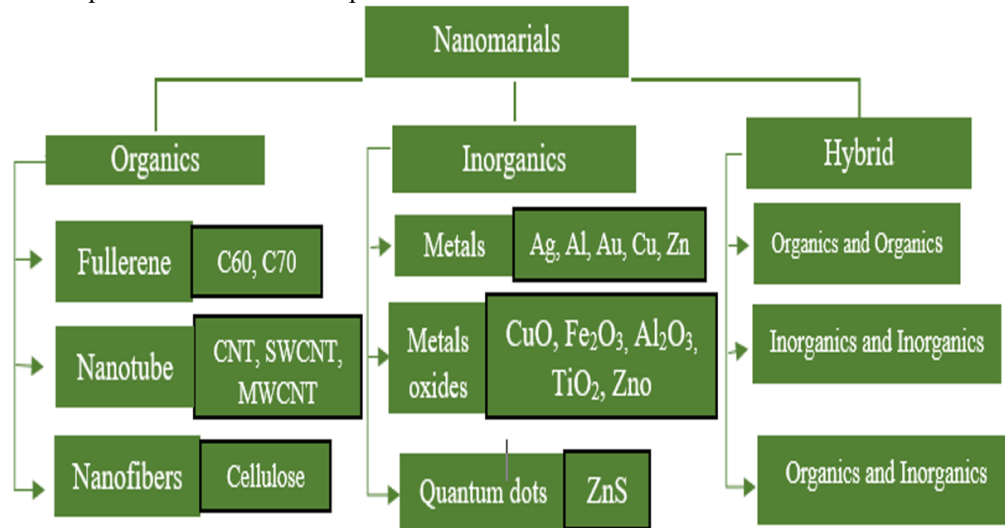 Nanomarials
Organics
Inorganics
Hybrid
Fullerene
C60, C70
Nanotube
CNT, SWCNT,
MWCNT
Nanofibers
Cellulose
Metals
Ag, Al, Au, Cu, Zn
Metals
oxides
CuO, Fe₂O₃, Al₂O₃,
TiO₂, Zno
Quantum dots
ZnS
Organics and Organics
Inorganics and Inorganics
Organics and Inorganics